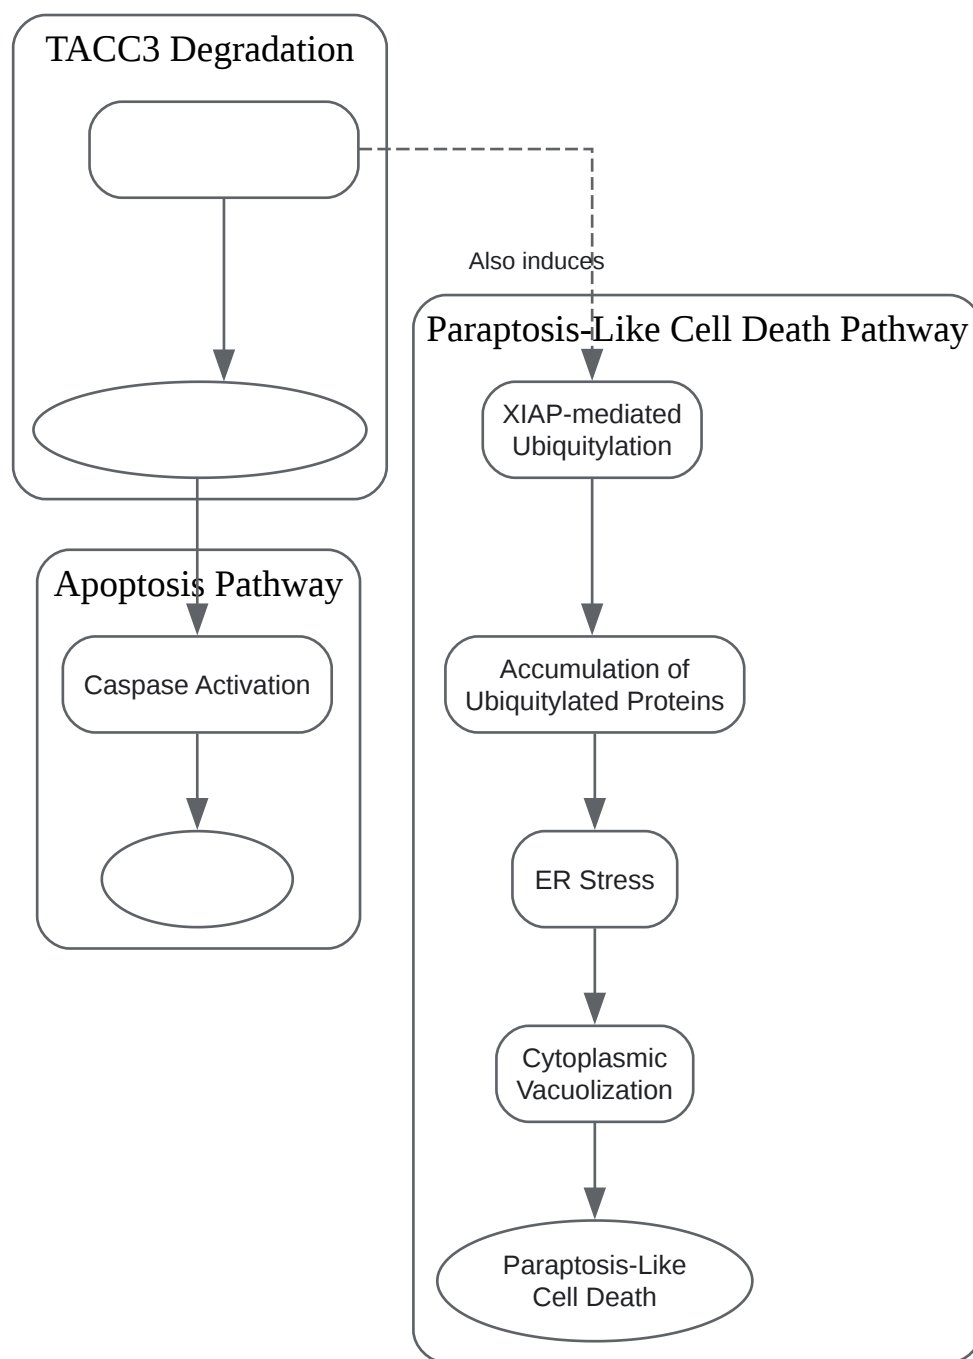 TACC3 Degradation
Also induces
Paraptosis-Like Cell Death Pathway
XIAP-mediated
Ubiquitylation
Apoptosis Pathway
Caspase Activation
Accumulation of
Ubiquitylated Proteins
ER Stress
Cytoplasmic
Vacuolization
Paraptosis-Like
Cell Death